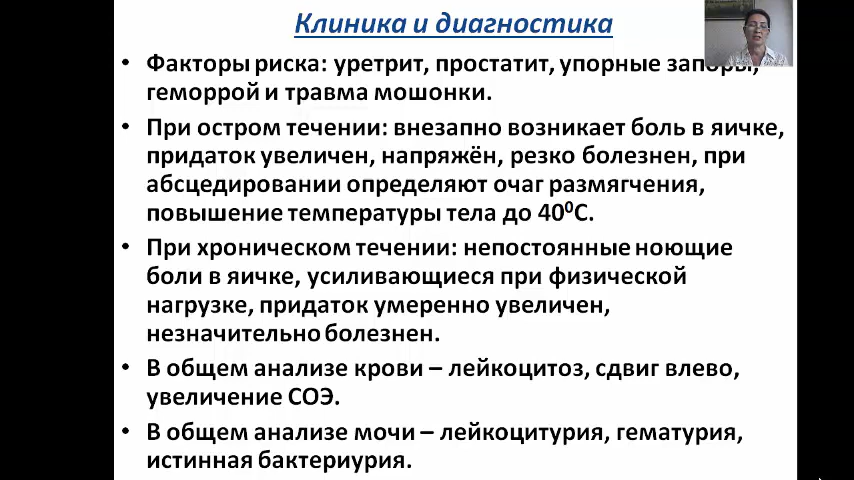 Клиника и диагностика
• Факторы риска: уретрит, простатит, упорные запоры,
геморрой и травма мошонки.
• При остром течении: внезапно возникает боль в яичке,
придаток увеличен, напряжён, резко болезнен, при
абсцедировании определяют очаг размягчения,
повышение температуры тела до 40⁰С.
• При хроническом течении: непостоянные ноющие
боли в яичке, усиливающиеся при физической
нагрузке, придаток умеренно увеличен,
незначительно болезнен.
• В общем анализе крови – лейкоцитоз, сдвиг влево,
увеличение СОЭ.
• В общем анализе мочи – лейкоцитурия, гематурия,
истинная бактериурия.